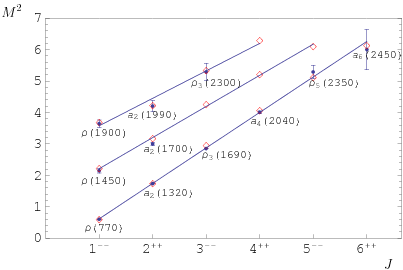 M²
7
6
5
4
3
2
1
0
a₆ (2450)
ρ₃ (2300)
ρ₅ (2350)
a₂ (1990)
a₄ (2040)
ρ (1900)
a₂ (1700)
ρ₃ (1690)
ρ (1450)
a₂ (1320)
ρ (770)
1⁻⁻ 2⁺⁺ 3⁻⁻ 4⁺⁺ 5⁻⁻ 6⁺⁺
J